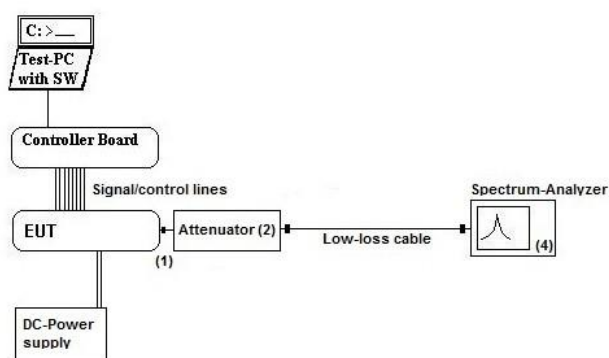 C: >__
Test-PC
with SW
Controller Board
Signal/control lines
Spectrum-Analyzer
EUT
Attenuator (2)
Low-loss cable
(4)
(1)
DC-Power
supply